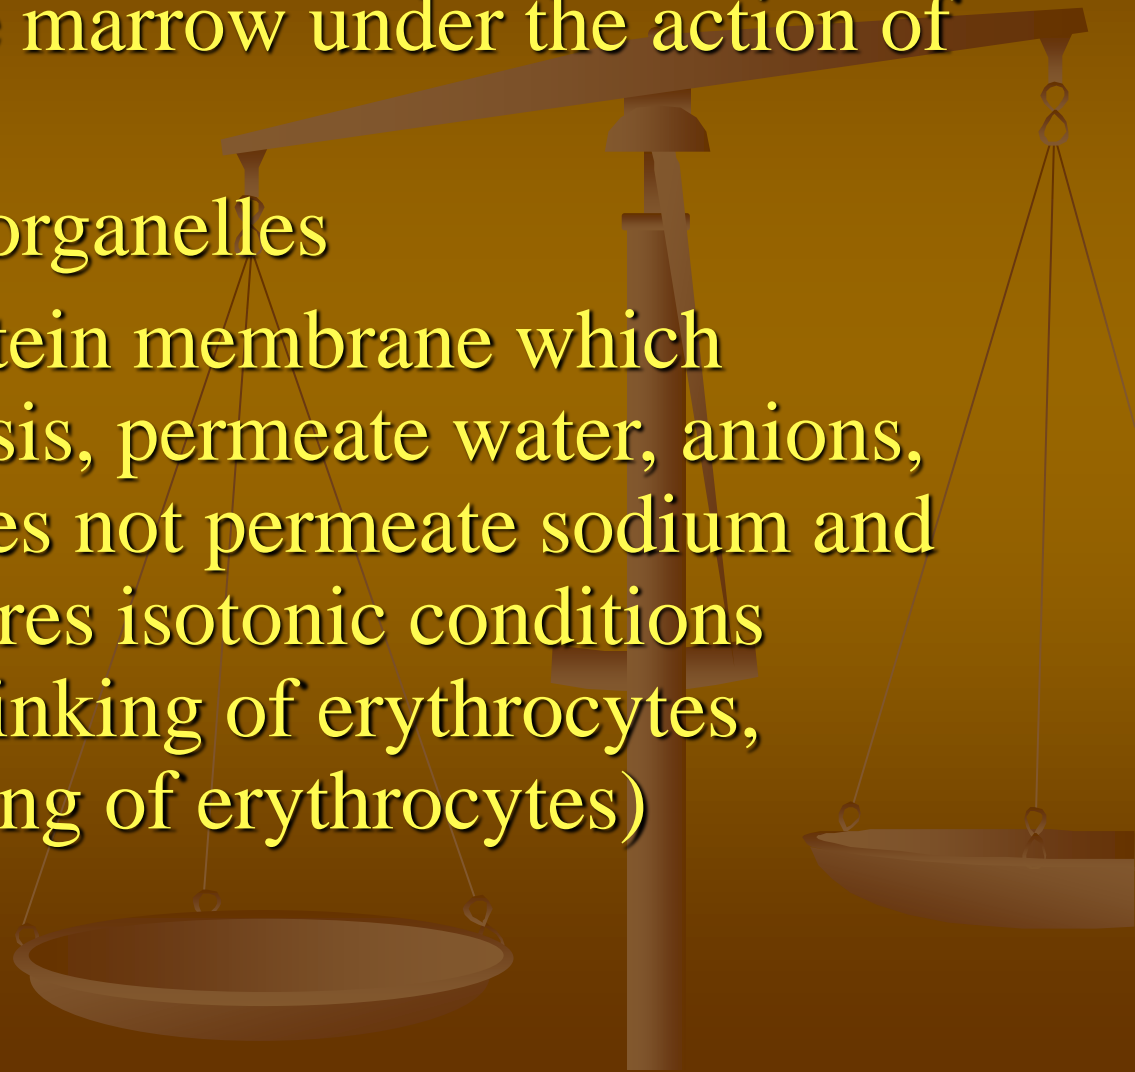 marrow under the action of
organelles
tein membrane which
sis, permeate water, anions,
es not permeate sodium and
res isotonic conditions
inking of erythrocytes,
ng of erythrocytes)